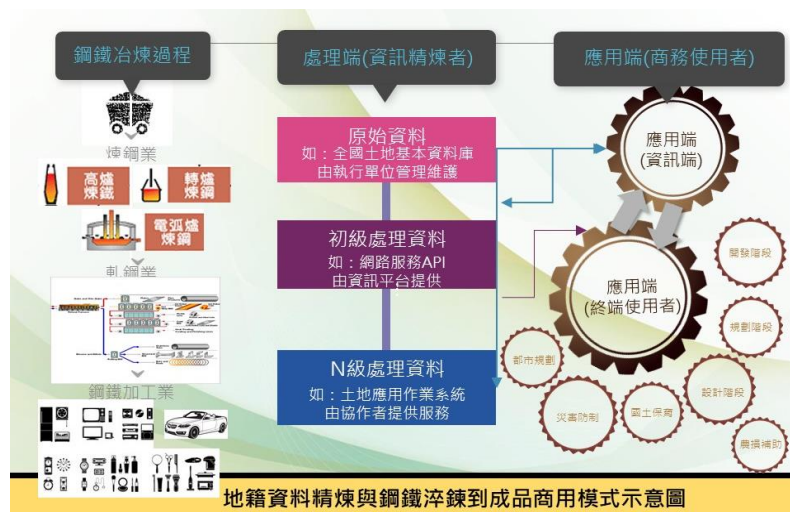 鋼鐵冶煉過程
煉鋼業
高爐
煉鐵
轉爐
煉鋼
電弧爐
煉鋼
軋鋼業
鋼鐵加工業
處理端(資訊精煉者)
原始資料
如：全國土地基本資料庫
由執行單位管理維護
初級處理資料
如：網路服務API
由資訊平台提供
N級處理資料
如：土地應用作業系統
由協作者提供服務
應用端(商務使用者)
應用端
(資訊端)
應用端
(終端使用者)
開發階段
規劃階段
都市規劃
設計階段
災害防制
國土保育
農損補助
地籍資料精煉與鋼鐵淬鍊到成品商用模式示意圖